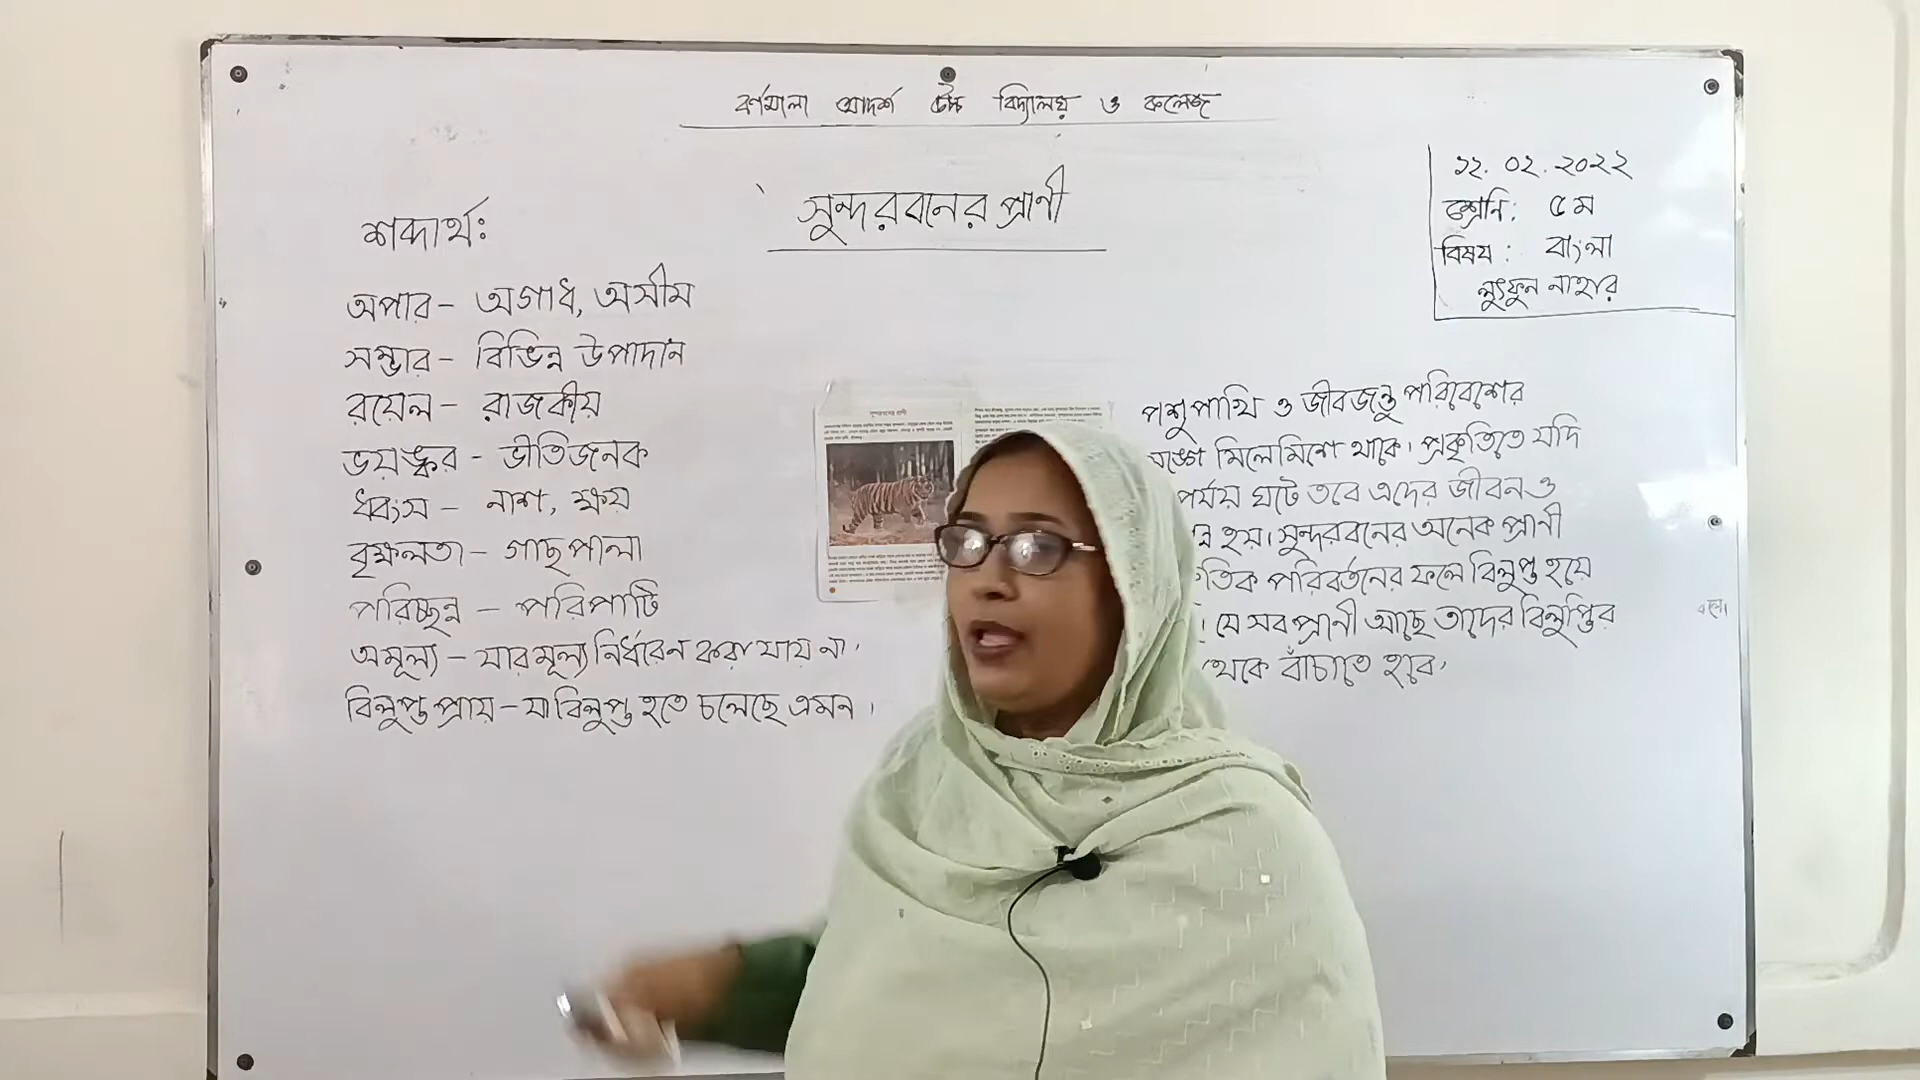 বর্ণমালা আদর্শ উচ্চ বিদ্যালয় ও কলেজ
সুন্দরবনের প্রাণী
১২.০২.২০২২
শ্রেণি: ৫ম
বিষয়: বাংলা
লুৎফুন নাহার
শব্দার্থঃ
অপার - অগাধ, অসীম
সম্ভার - বিভিন্ন উপাদান
রয়েল - রাজকীয়
ভয়ঙ্কর - ভীতিজনক
ধ্বংস - নাশ, ক্ষয়
বৃক্ষলতা - গাছপালা
পরিচ্ছন্ন - পরিপাটি
অমূল্য - যার মূল্য নির্ধারন করা যায় না।
বিলুপ্ত প্রায় - যা বিলুপ্ত হতে চলেছে এমন।
সুন্দরবনের প্রাণী
পশুপাখি ও জীবজন্তু পরিবেশের
সঙ্গে মিলেমিশে থাকে। প্রকৃতিতে যদি
পর্যয় ঘটে তবে এদের জীবন ও
ন্ন হয়। সুন্দরবনের অনেক প্রাণী
তিক পরিবর্তনের ফলে বিলুপ্ত হয়ে
। যে সব প্রাণী আছে তাদের বিলুপ্তির
থেকে বাঁচাতে হবে।